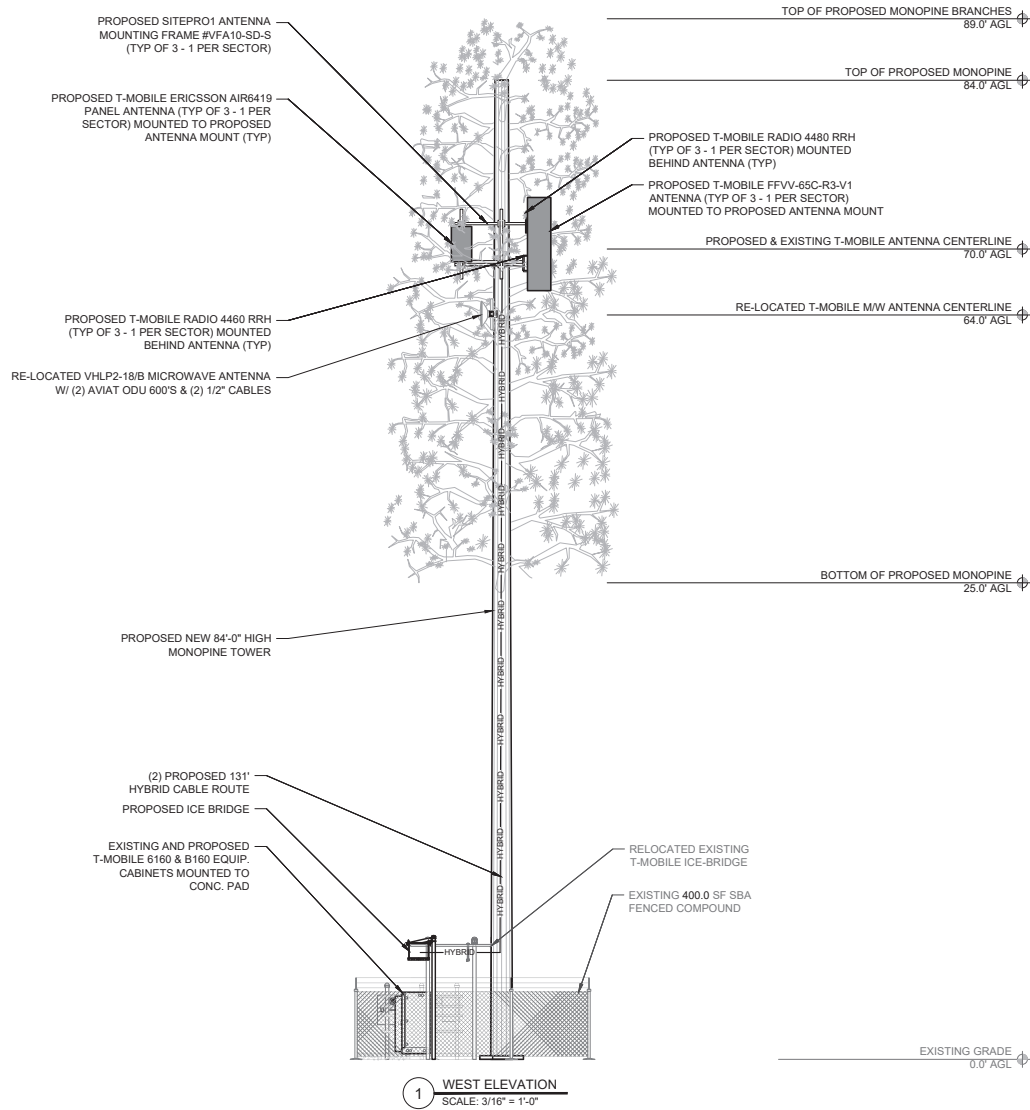 PROPOSED SITEPRO1 ANTENNA
MOUNTING FRAME #VFA10-SD-S
(TYP OF 3 - 1 PER SECTOR)
PROPOSED T-MOBILE ERICSSON AIR6419
PANEL ANTENNA (TYP OF 3 - 1 PER
SECTOR) MOUNTED TO PROPOSED
ANTENNA MOUNT (TYP)
PROPOSED T-MOBILE RADIO 4460 RRH
(TYP OF 3 - 1 PER SECTOR) MOUNTED
BEHIND ANTENNA (TYP)
RE-LOCATED VHLP2-18/B MICROWAVE ANTENNA
W/ (2) AVIAT ODU 600'S & (2) 1/2" CABLES
PROPOSED NEW 84'-0" HIGH
MONOPINE TOWER
(2) PROPOSED 131'
HYBRID CABLE ROUTE
PROPOSED ICE BRIDGE
EXISTING AND PROPOSED
T-MOBILE 6160 & B160 EQUIP.
CABINETS MOUNTED TO
CONC. PAD
TOP OF PROPOSED MONOPINE BRANCHES
89.0' AGL
TOP OF PROPOSED MONOPINE
84.0' AGL
PROPOSED T-MOBILE RADIO 4480 RRH
(TYP OF 3 - 1 PER SECTOR) MOUNTED
BEHIND ANTENNA (TYP)
PROPOSED T-MOBILE FFVV-65C-R3-V1
ANTENNA (TYP OF 3 - 1 PER SECTOR)
MOUNTED TO PROPOSED ANTENNA MOUNT
PROPOSED & EXISTING T-MOBILE ANTENNA CENTERLINE
70.0' AGL
RE-LOCATED T-MOBILE M/W ANTENNA CENTERLINE
64.0' AGL
BOTTOM OF PROPOSED MONOPINE
25.0' AGL
RELOCATED EXISTING
T-MOBILE ICE-BRIDGE
EXISTING 400.0 SF SBA
FENCED COMPOUND
EXISTING GRADE
0.0' AGL
HYBRID
HYBRID
HYBRID
HYBRID
HYBRID
HYBRID
HYBRID
HYBRID
HYBRID
HYBRID
1
WEST ELEVATION
SCALE: 3/16" = 1'-0"